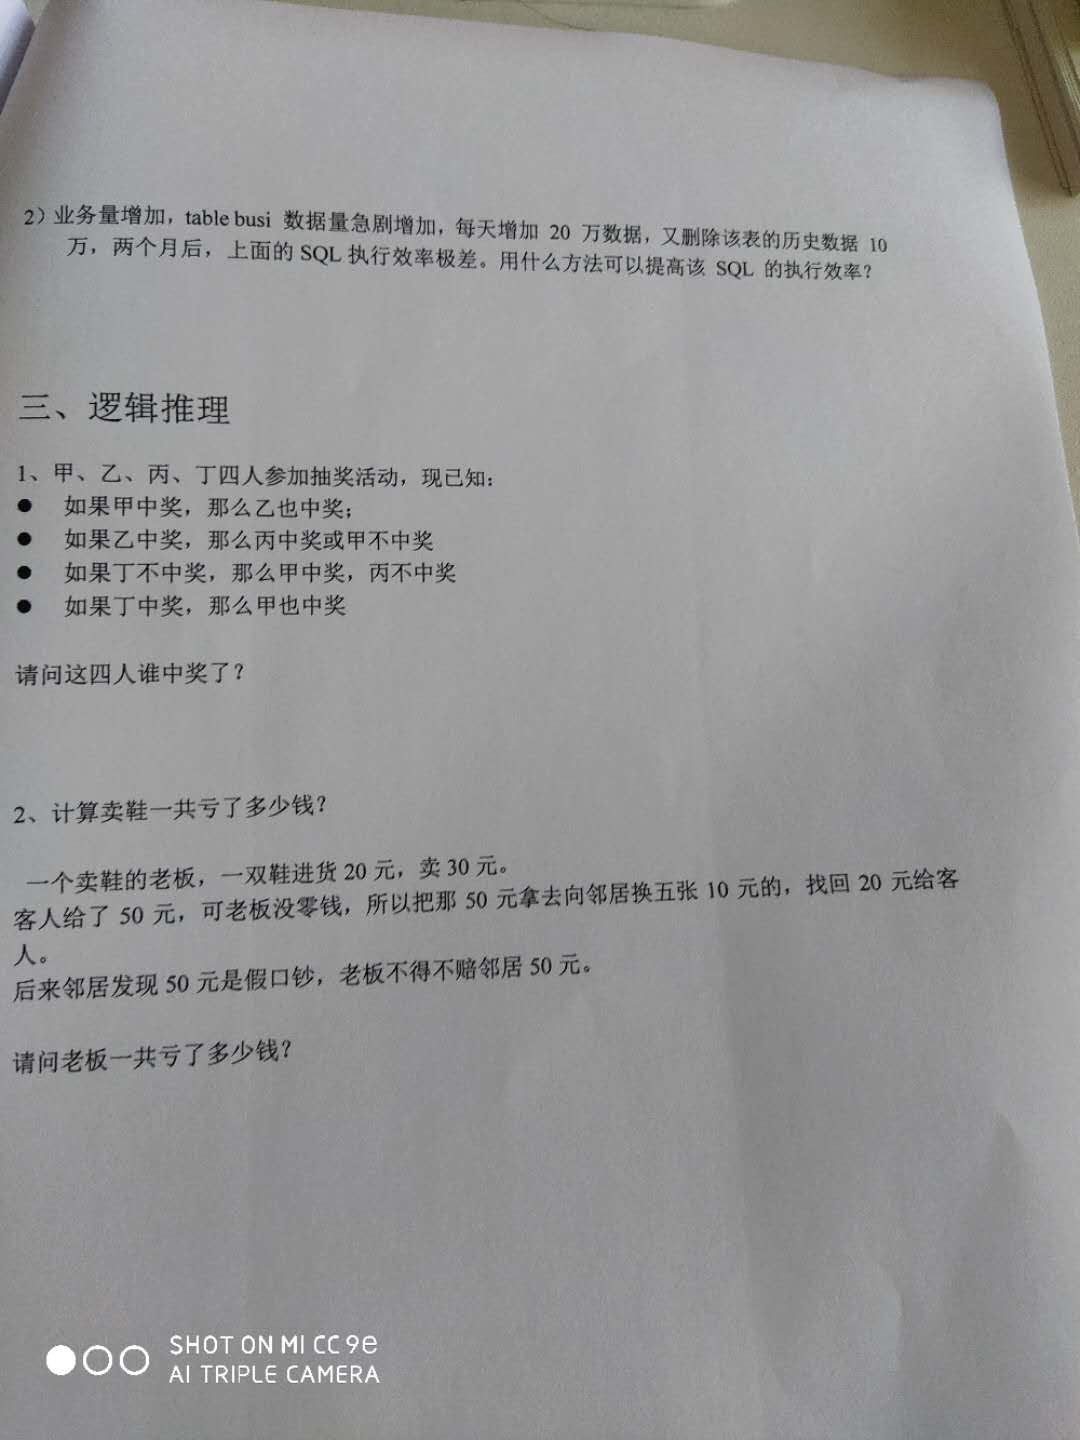 2）业务量增加，table busi 数据量急剧增加，每天增加 20 万数据，又删除该表的历史数据 10
万，两个月后，上面的 SQL 执行效率极差。用什么方法可以提高该 SQL 的执行效率？
三、逻辑推理
1、甲、乙、丙、丁四人参加抽奖活动，现已知：
● 如果甲中奖，那么乙也中奖；
● 如果乙中奖，那么丙中奖或甲不中奖
● 如果丁不中奖，那么甲中奖，丙不中奖
● 如果丁中奖，那么甲也中奖
请问这四人谁中奖了？
2、计算卖鞋一共亏了多少钱？
一个卖鞋的老板，一双鞋进货 20 元，卖 30 元。
客人给了 50 元，可老板没零钱，所以把那 50 元拿去向邻居换五张 10 元的，找回 20 元给客
人。
后来邻居发现 50 元是假口钞，老板不得不赔邻居 50 元。
请问老板一共亏了多少钱？
SHOT ON MI CC 9e
AI TRIPLE CAMERA